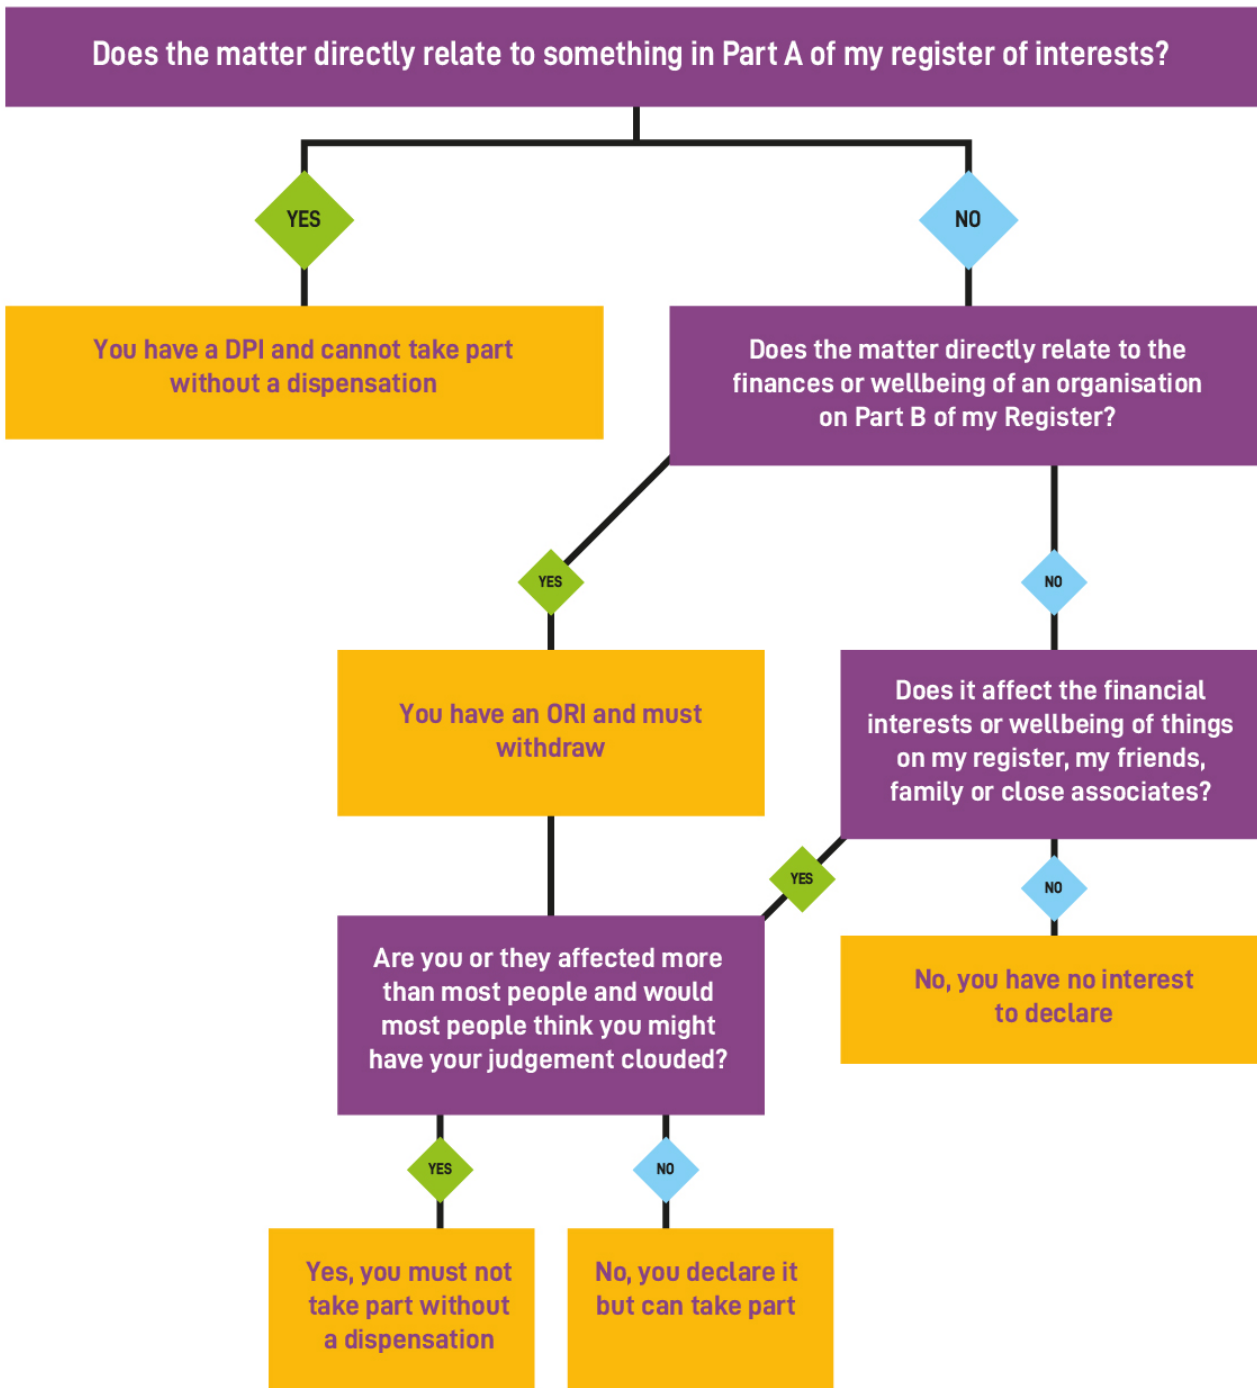 Does the matter directly relate to something in Part A of my register of interests?
YES
NO
You have a DPI and cannot take part
without a dispensation
Does the matter directly relate to the
finances or wellbeing of an organisation
on Part B of my Register?
YES
NO
You have an ORI and must
withdraw
Does it affect the financial
interests or wellbeing of things
on my register, my friends,
family or close associates?
YES
NO
Are you or they affected more
than most people and would
most people think you might
have your judgement clouded?
No, you have no interest
to declare
YES
NO
Yes, you must not
take part without
a dispensation
No, you declare it
but can take part